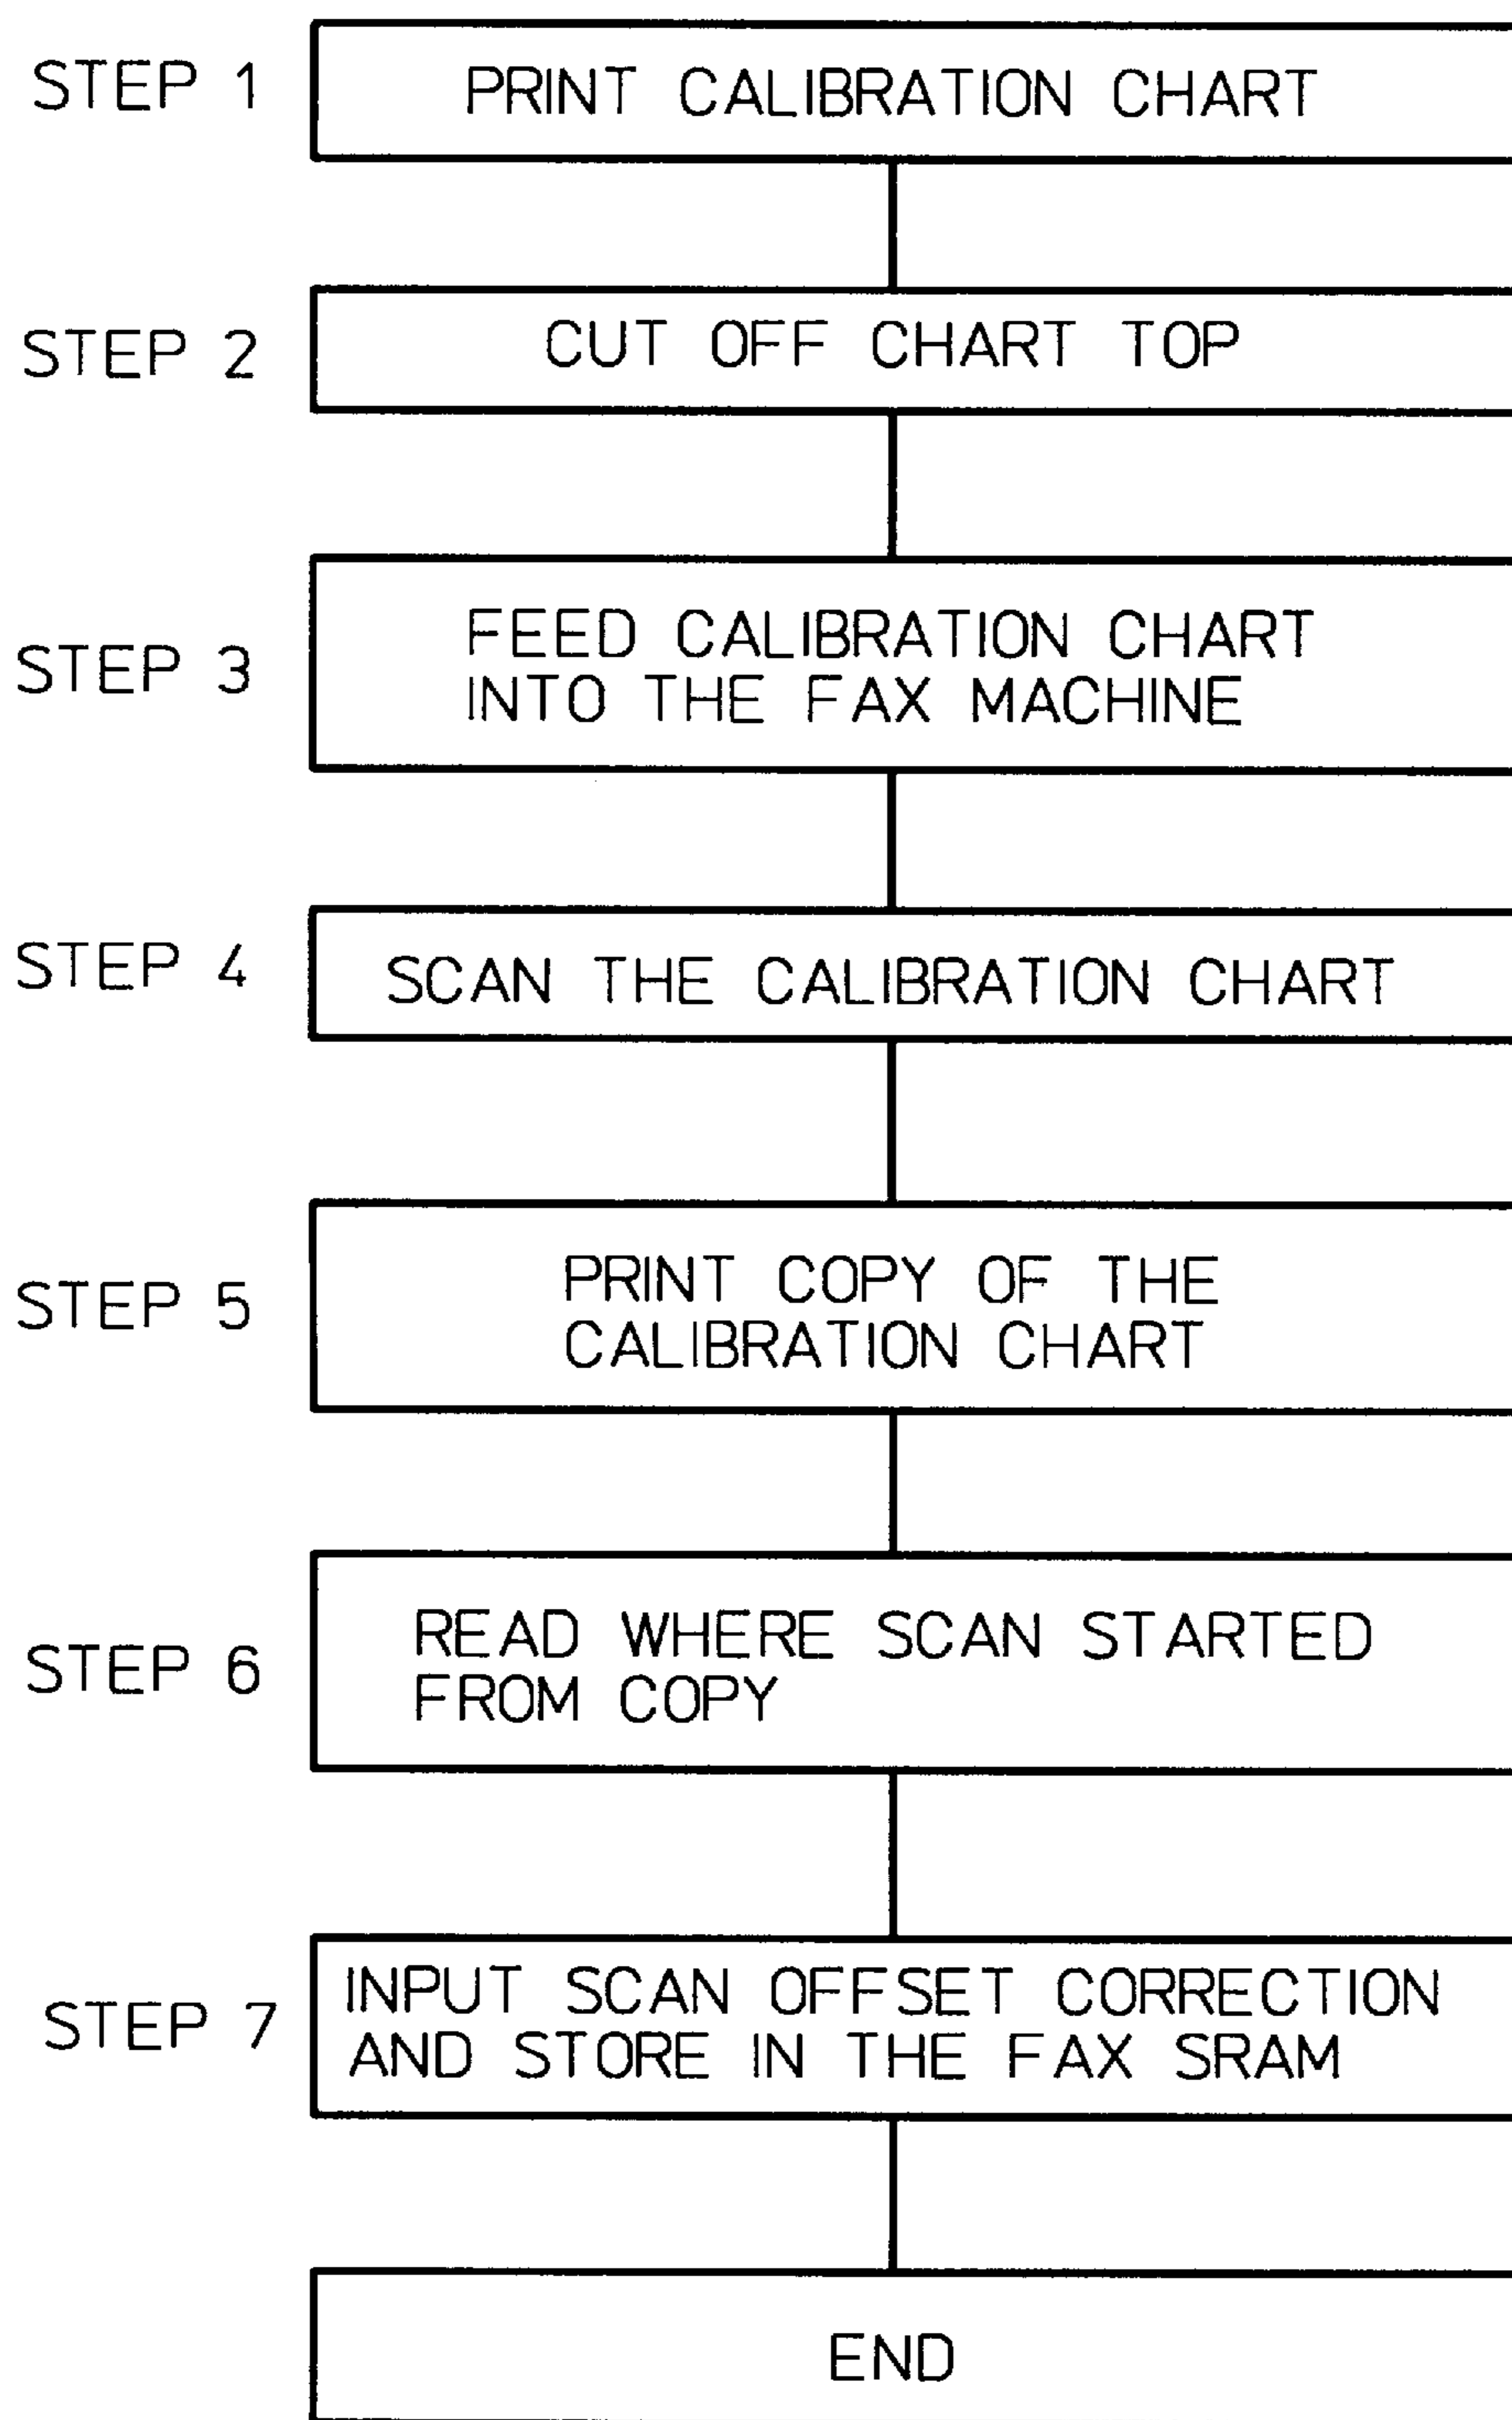 STEP 1
PRINT CALIBRATION CHART
STEP 2
CUT OFF CHART TOP
STEP 3
FEED CALIBRATION CHART
INTO THE FAX MACHINE
STEP 4
SCAN THE CALIBRATION CHART
STEP 5
PRINT COPY OF THE
CALIBRATION CHART
STEP 6
READ WHERE SCAN STARTED
FROM COPY
STEP 7
INPUT SCAN OFFSET CORRECTION
AND STORE IN THE FAX SRAM
END